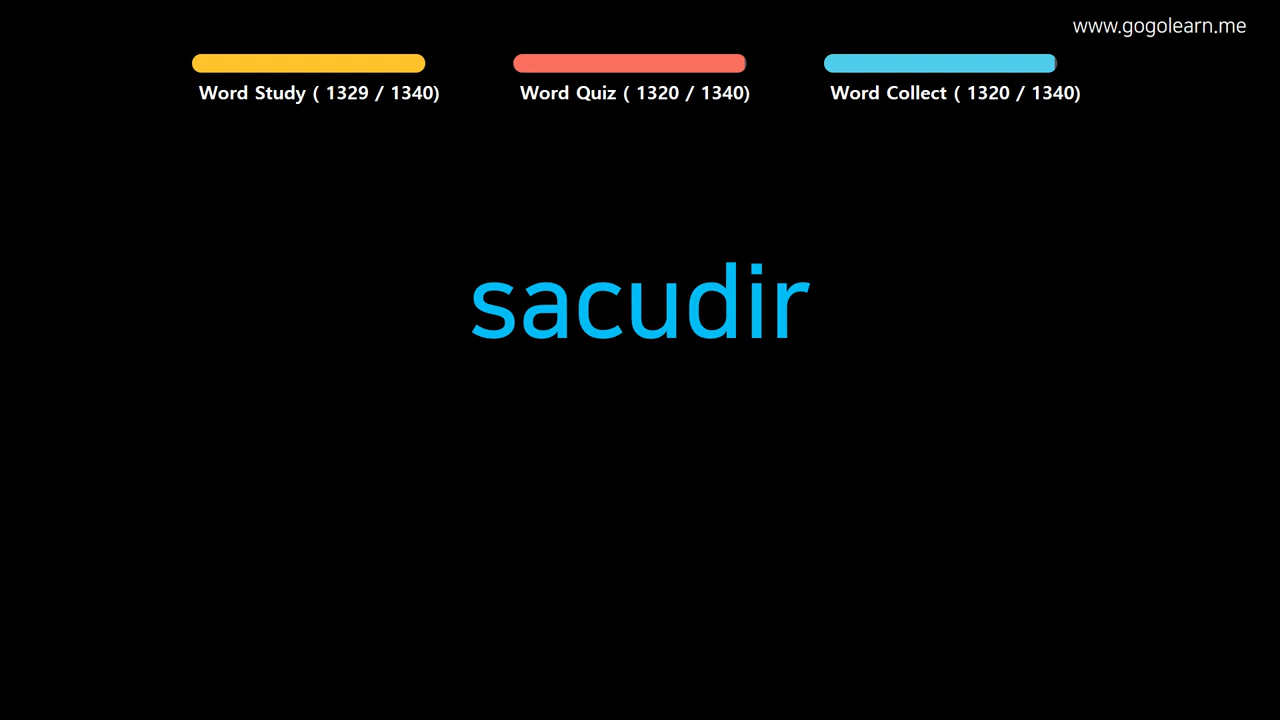 www.gogolearn.me
Word Study ( 1329 / 1340)
Word Quiz ( 1320 / 1340)
Word Collect ( 1320 / 1340)
sacudir